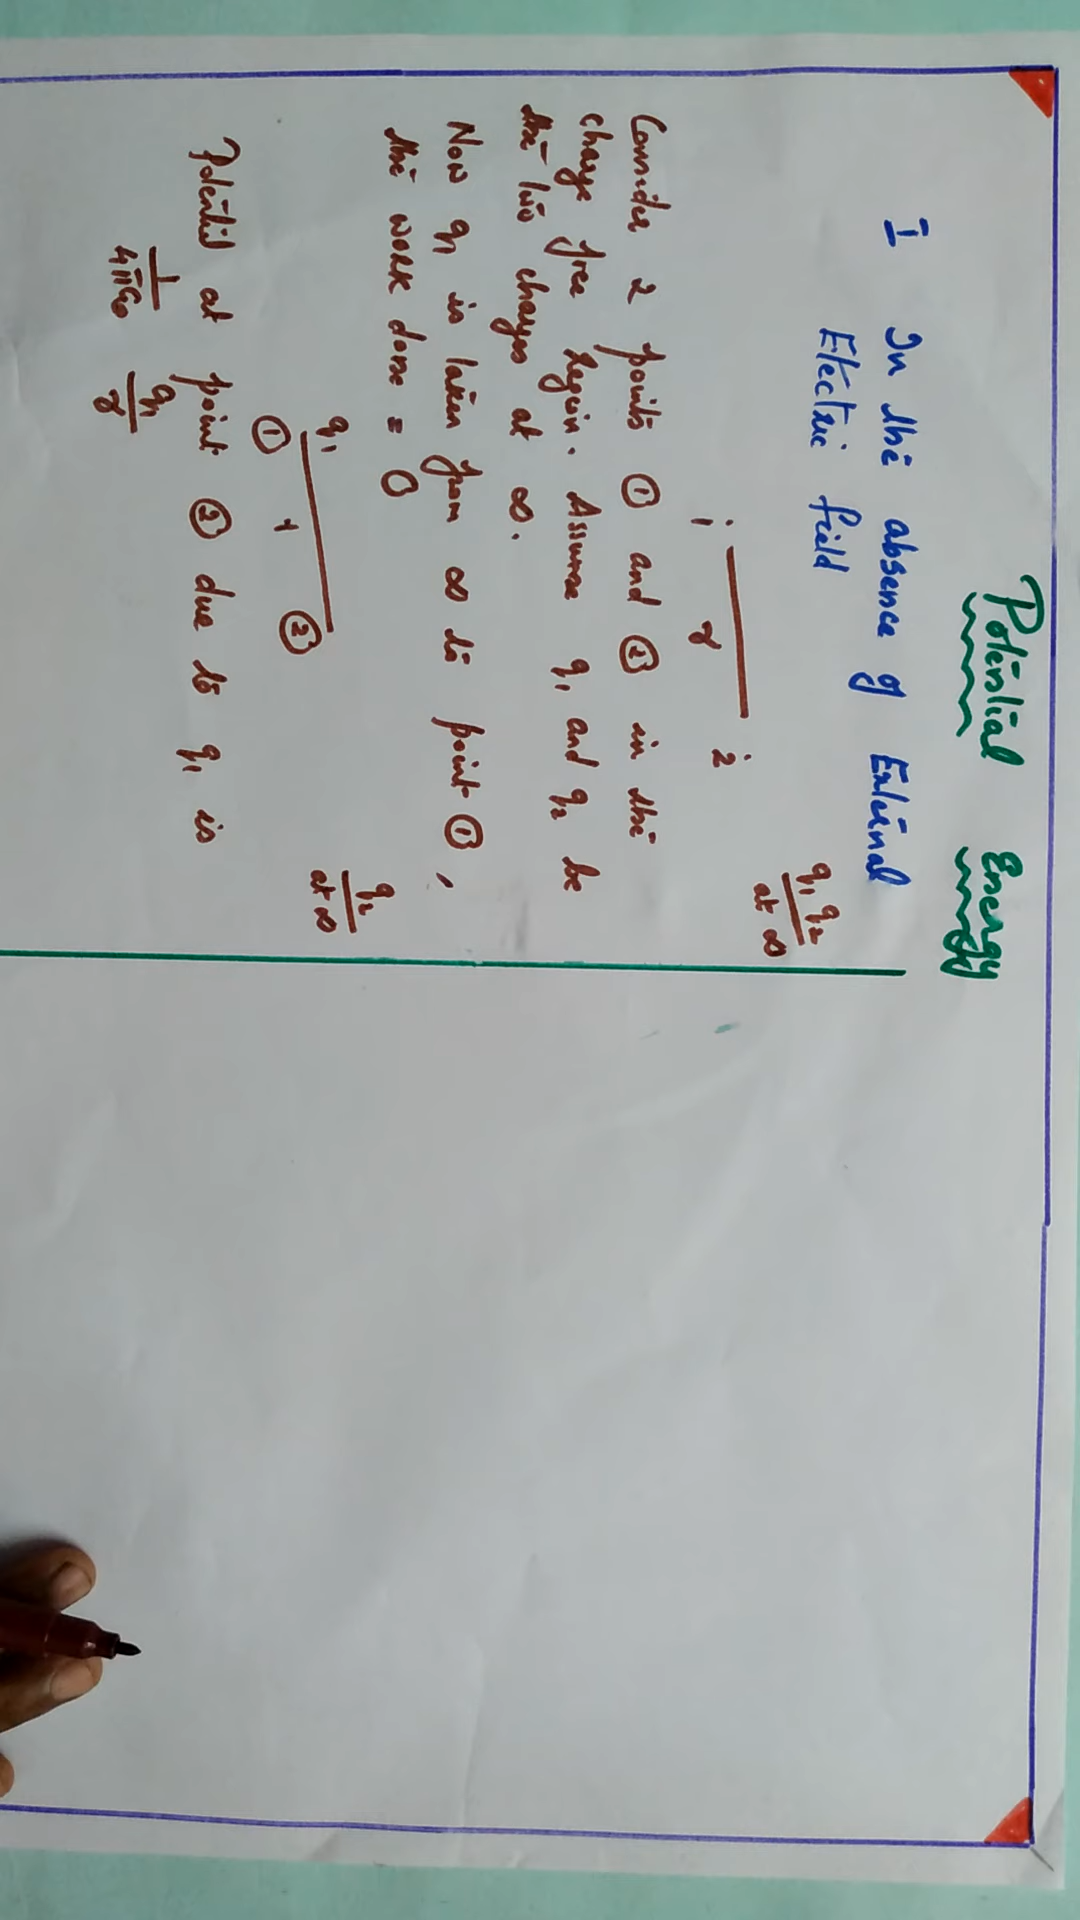 Potential Energy
I In the absence of External
Electric field
q1 q2
at ∞
1 2
r
Consider 2 points ① and ② in the
charge free region. Assume q1 and q2 be
the two charges at ∞.
Now q1 is taken from ∞ to point ①,
the work done = 0
q1
q2
at ∞
① r ②
Potential at point ② due to q1 is
1/4πε0 q1/r